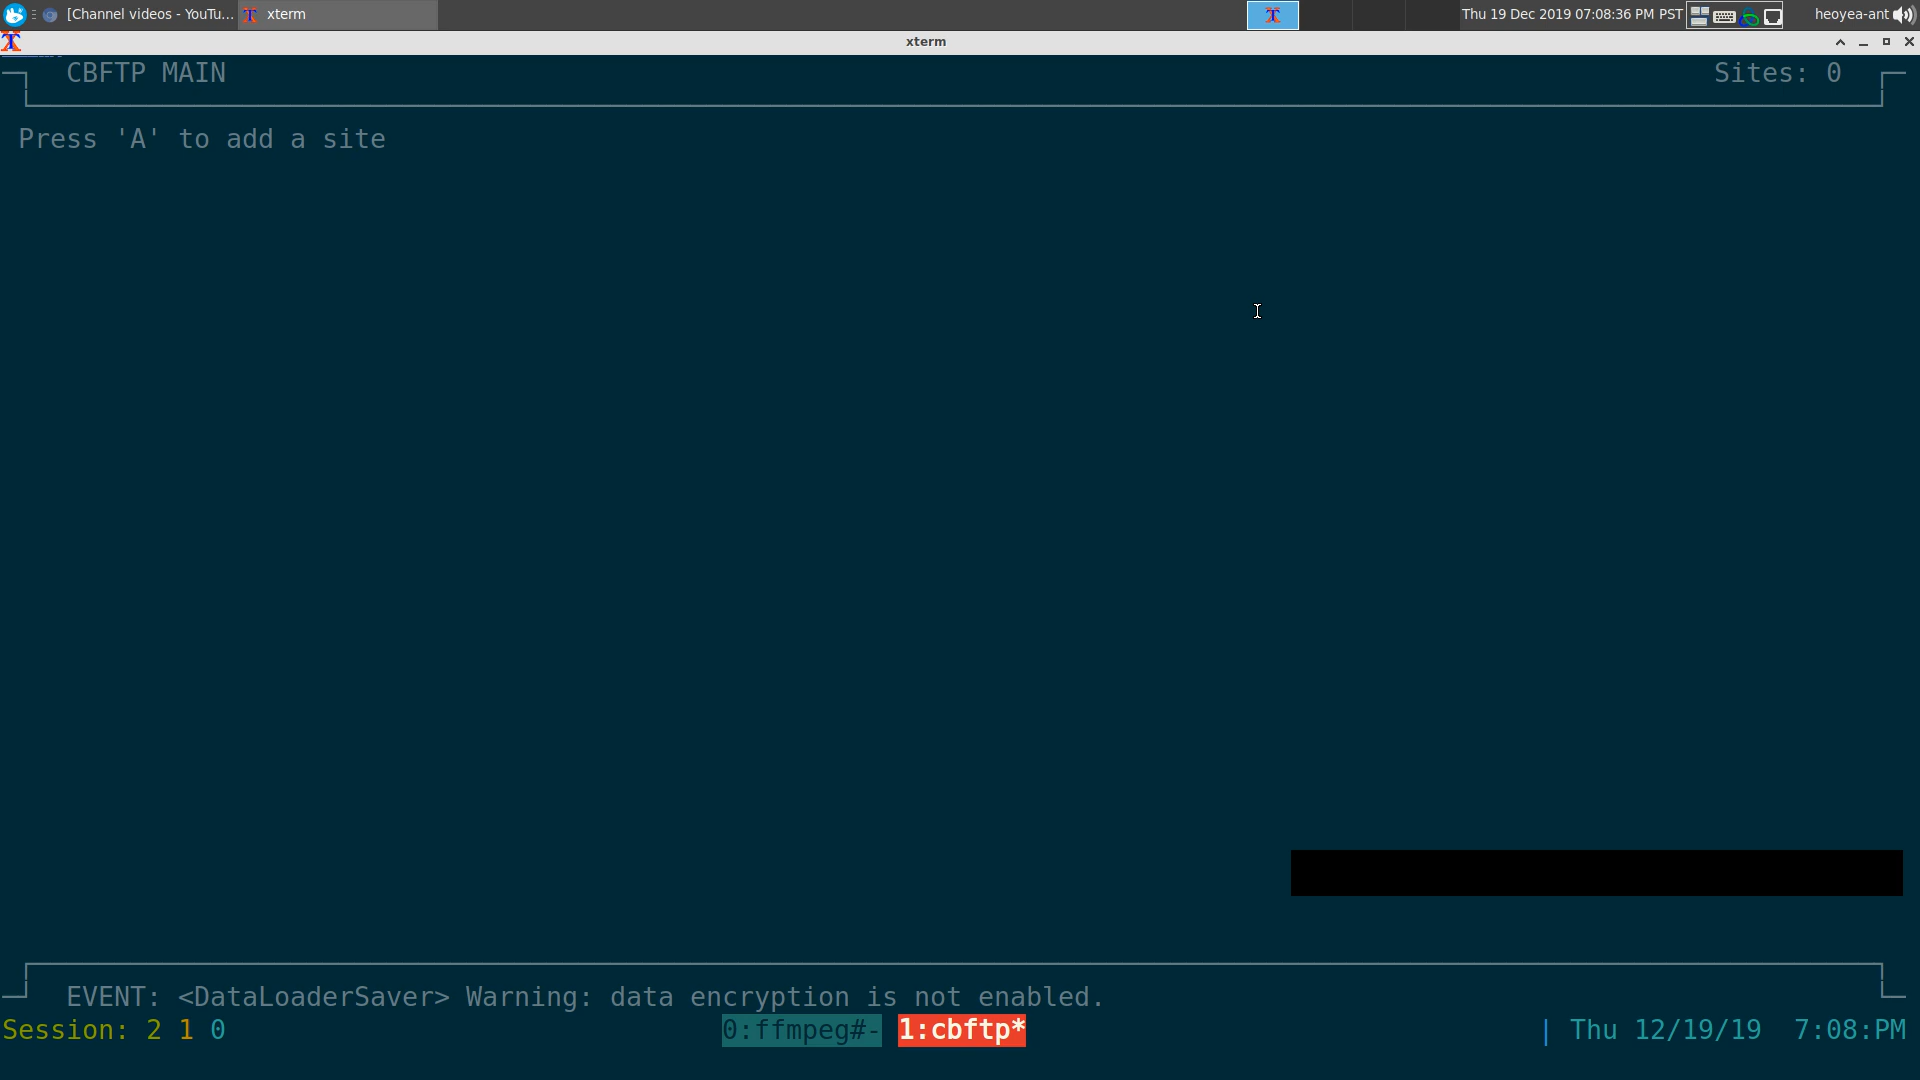 [Channel videos - YouTu... xterm Thu 19 Dec 2019 07:08:36 PM PST heoyea-ant
xterm
CBFTP MAIN Sites: 0
Press 'A' to add a site
EVENT: <DataLoaderSaver> Warning: data encryption is not enabled.
Session: 2 1 0 0:ffmpeg#- 1:cbftp* | Thu 12/19/19 7:08:PM